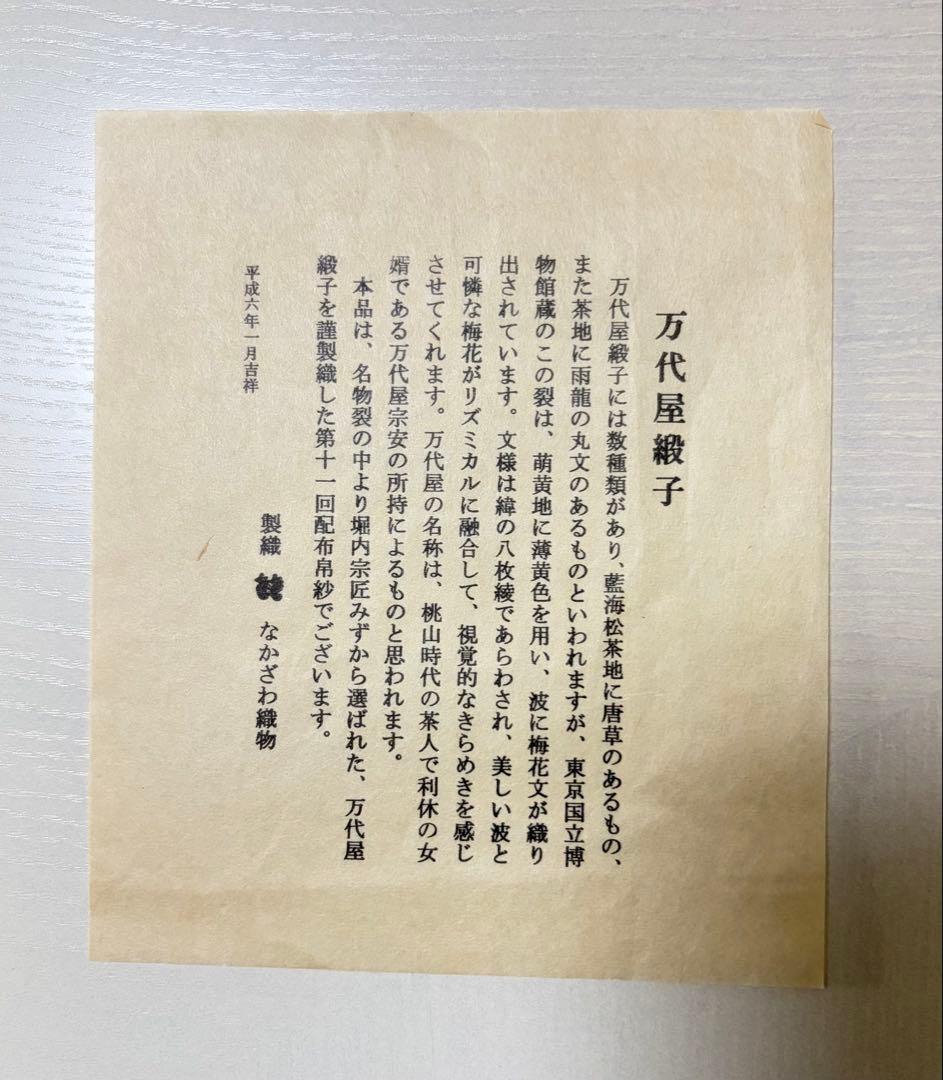 万代屋緞子
万代屋緞子には数種類があり、藍海松茶地に唐草のあるもの、
また茶地に雨龍の丸文のあるものといわれますが、東京国立博
物館蔵のこの裂は、萌黄地に薄黄色を用い、波に梅花文が織り
出されています。文様は緯の八枚綾であらわされ、美しい波と
可憐な梅花がリズミカルに融合して、視覚的なきらめきを感じ
させてくれます。万代屋の名称は、桃山時代の茶人で利休の女
婿である万代屋宗安の所持によるものと思われます。
本品は、名物裂の中より堀内宗匠みずから選ばれた、万代屋
緞子を謹製織した第十一回配布帛紗でございます。
平成六年一月吉祥
製織 なかざわ織物